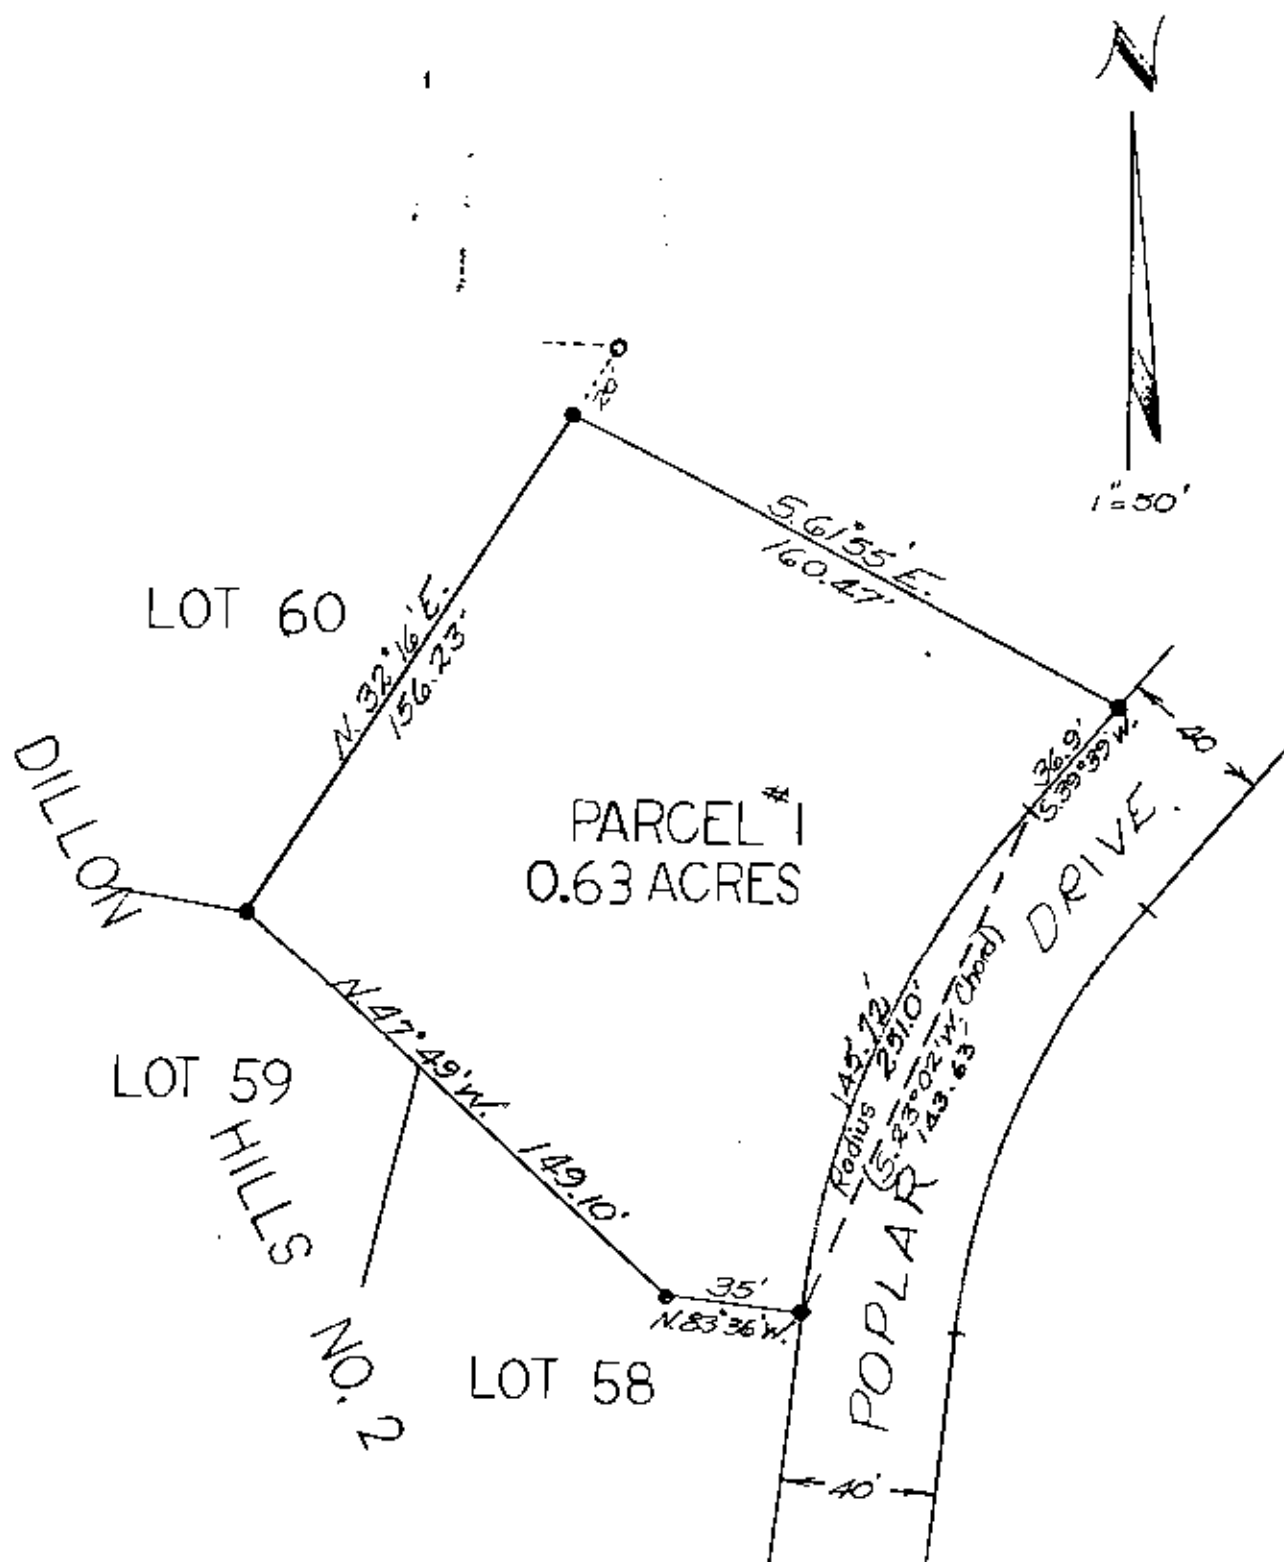 N
1"=50'
S.61°55'E.
160.47'
LOT 60
N. 32°16'E.
156.23'
40
36.9'
(S.39°39'W.
DILLON
PARCEL #1
0.63 ACRES
DRIVE.
N.47°49'W.
149.10'
145.72'
Radius 251.0'
(S.23°02'W. Chord)
143.63'
LOT 59
HILLS
35'
N.83°36'W.
POPLAR
NO. 2
LOT 58
40'